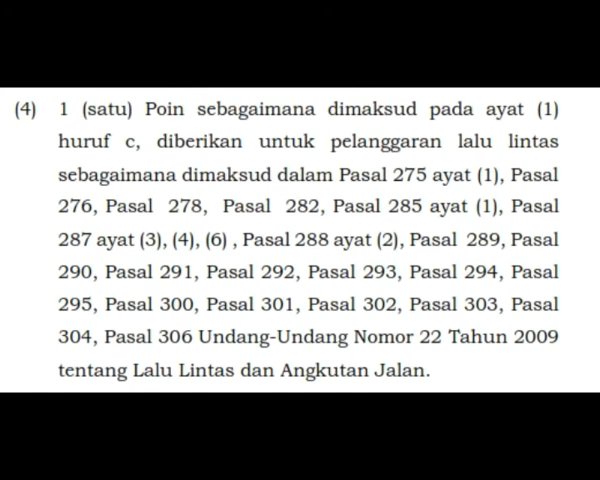 (4) 1 (satu) Poin sebagaimana dimaksud pada ayat (1)
huruf c, diberikan untuk pelanggaran lalu lintas
sebagaimana dimaksud dalam Pasal 275 ayat (1), Pasal
276, Pasal 278, Pasal 282, Pasal 285 ayat (1), Pasal
287 ayat (3), (4), (6) , Pasal 288 ayat (2), Pasal 289, Pasal
290, Pasal 291, Pasal 292, Pasal 293, Pasal 294, Pasal
295, Pasal 300, Pasal 301, Pasal 302, Pasal 303, Pasal
304, Pasal 306 Undang-Undang Nomor 22 Tahun 2009
tentang Lalu Lintas dan Angkutan Jalan.